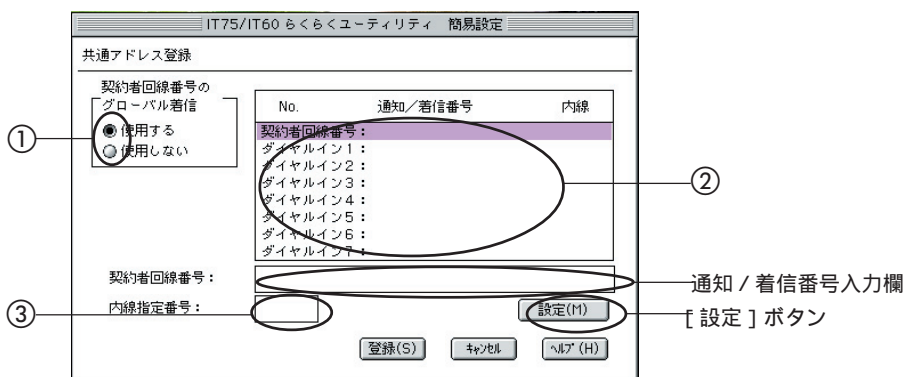 IT75/IT60 らくらくユーティリティ 簡易設定
共通アドレス登録
契約者回線番号の
グローバル着信
使用する
使用しない
No. 通知/着信番号 内線
契約者回線番号:
ダイヤルイン1:
ダイヤルイン2:
ダイヤルイン3:
ダイヤルイン4:
ダイヤルイン5:
ダイヤルイン6:
ダイヤルイン7:
契約者回線番号:
内線指定番号:
設定(M)
登録(S) キャンセル ヘルプ(H)
①
②
③
通知/着信番号入力欄
[設定]ボタン